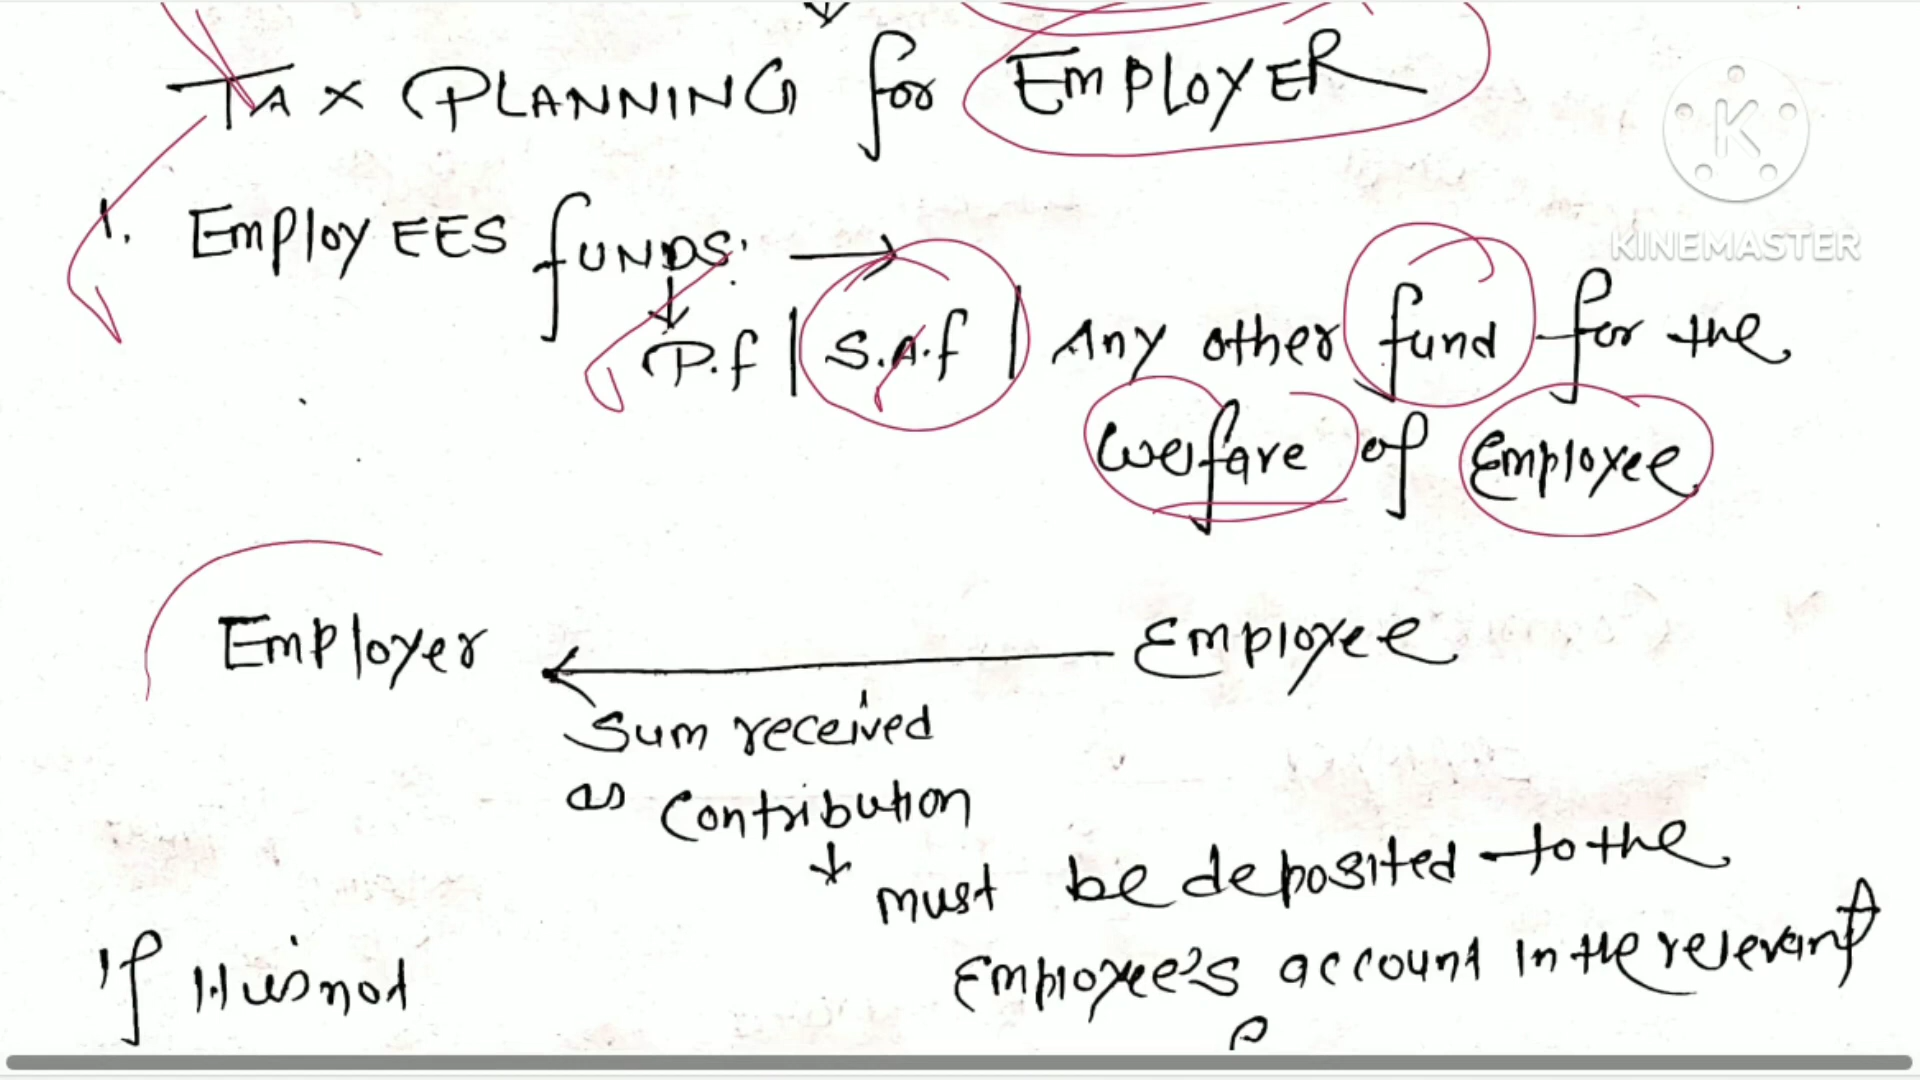 TAX PLANNING for EMPLOYER
K
KINEMASTER
1. EmployEES fUNDS: →
P.f | S.A.f | Any other fund for the
welfare of Employee
Employer ← Employee
Sum received
as Contribution
must be deposited to the
Employee's account in the relevant
If it is not